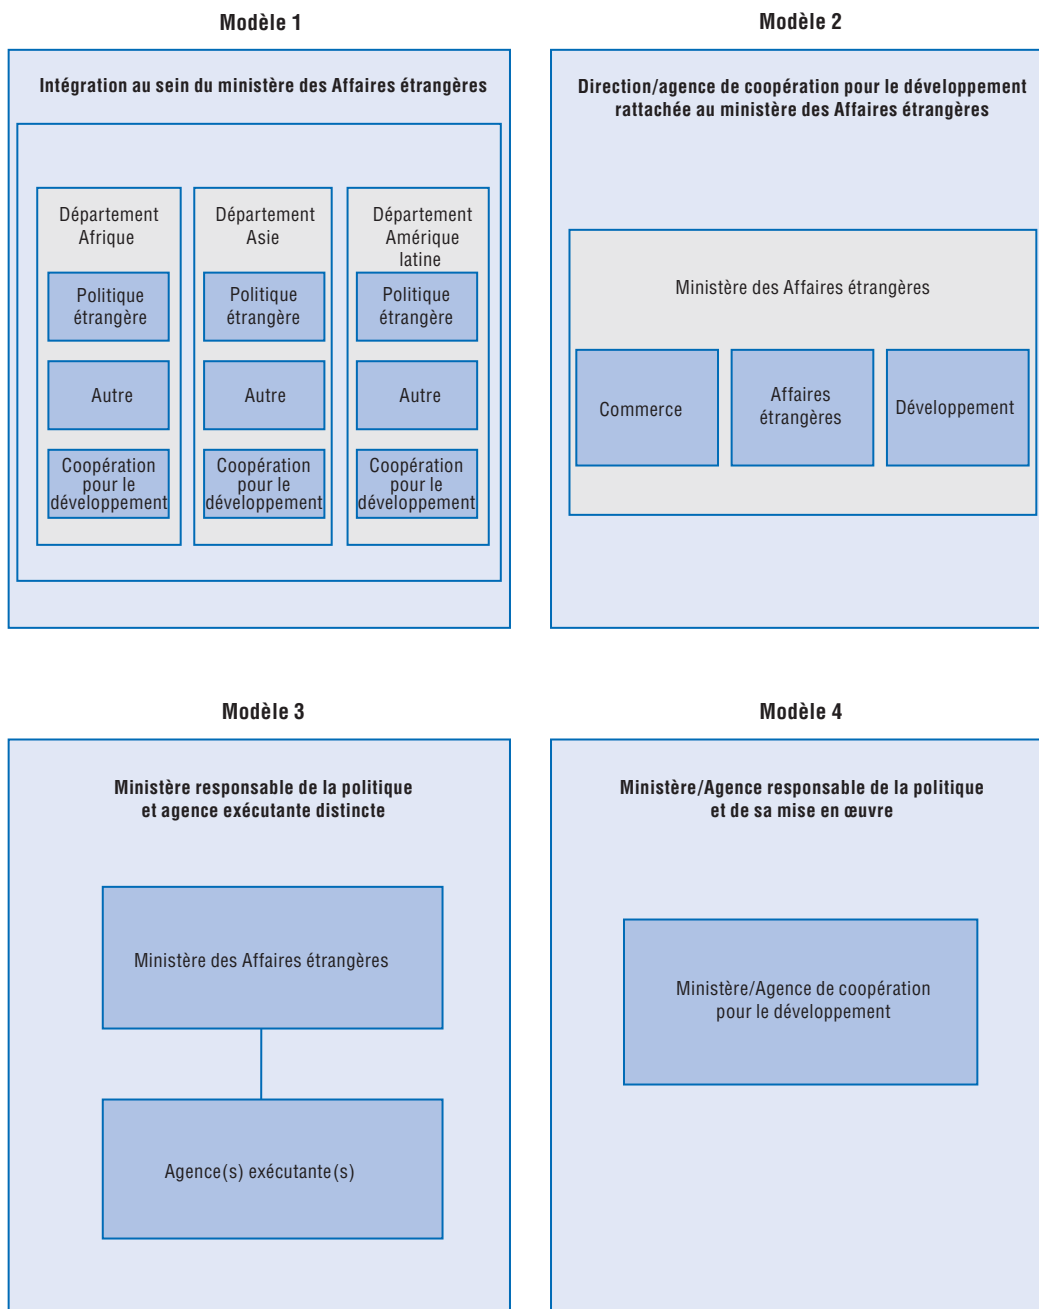 Modèle 1
Intégration au sein du ministère des Affaires étrangères
Département
Afrique
Politique
étrangère
Autre
Coopération
pour le
développement
Département
Asie
Politique
étrangère
Autre
Coopération
pour le
développement
Département
Amérique
latine
Politique
étrangère
Autre
Coopération
pour le
développement
Modèle 2
Direction/agence de coopération pour le développement
rattachée au ministère des Affaires étrangères
Ministère des Affaires étrangères
Commerce
Affaires
étrangères
Développement
Modèle 3
Ministère responsable de la politique
et agence exécutante distincte
Ministère des Affaires étrangères
Agence(s) exécutante(s)
Modèle 4
Ministère/Agence responsable de la politique
et de sa mise en œuvre
Ministère/Agence de coopération
pour le développement